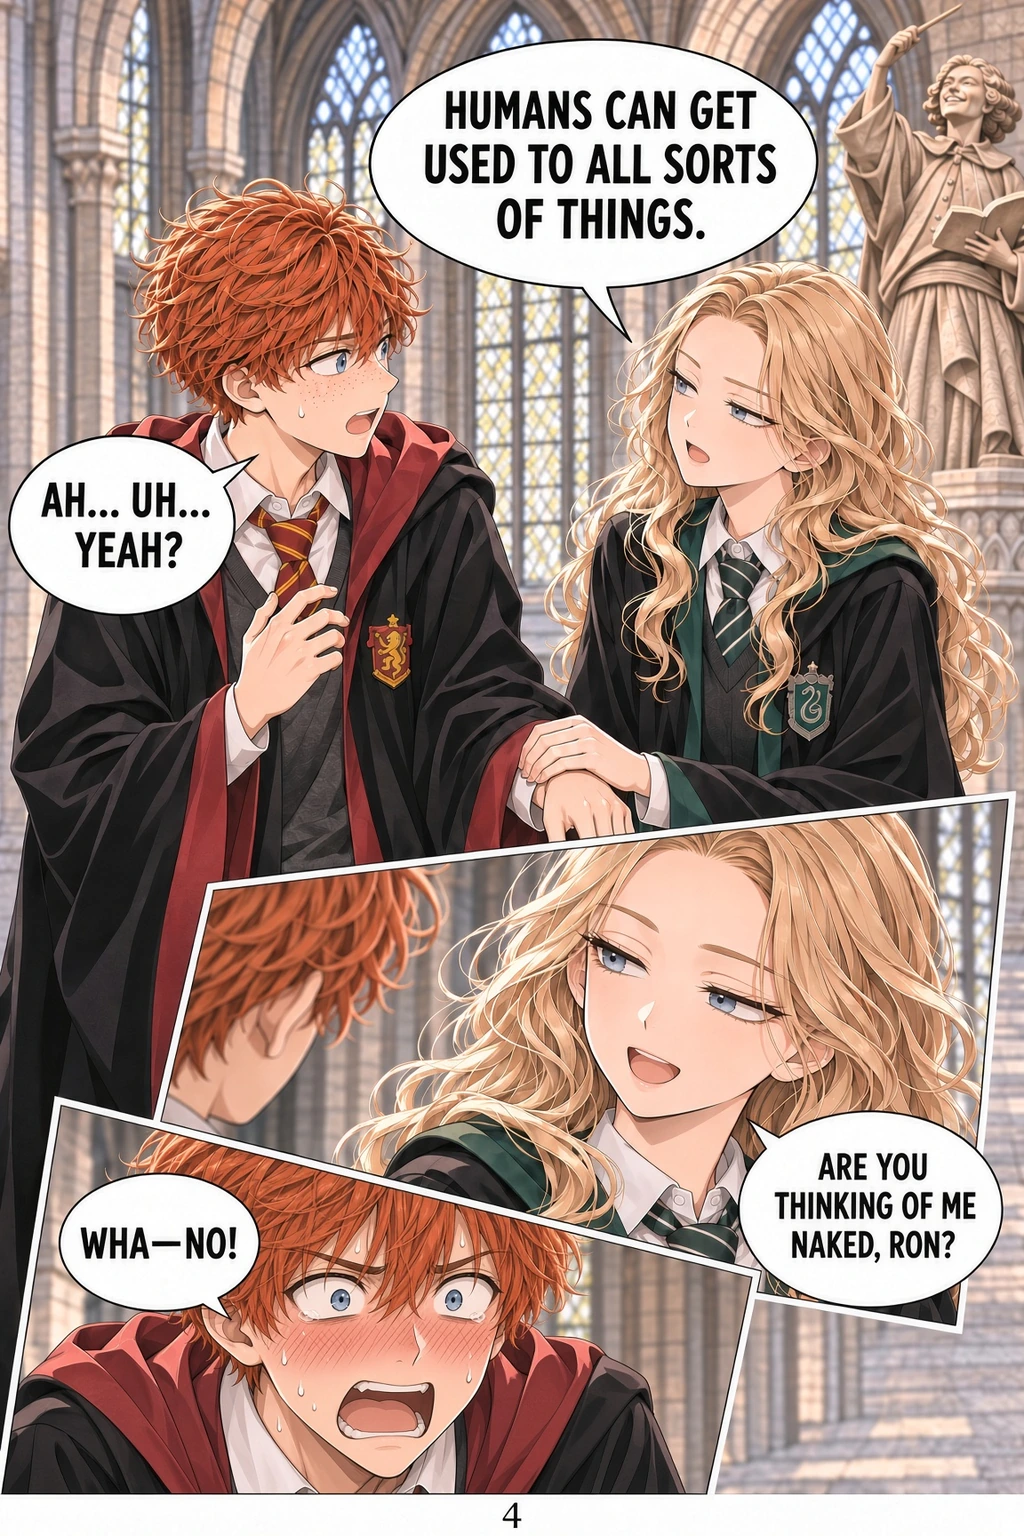 HUMANS CAN GET
USED TO ALL SORTS
OF THINGS.
AH... UH...
YEAH?
ARE YOU
THINKING OF ME
NAKED, RON?
WHA—NO!
4